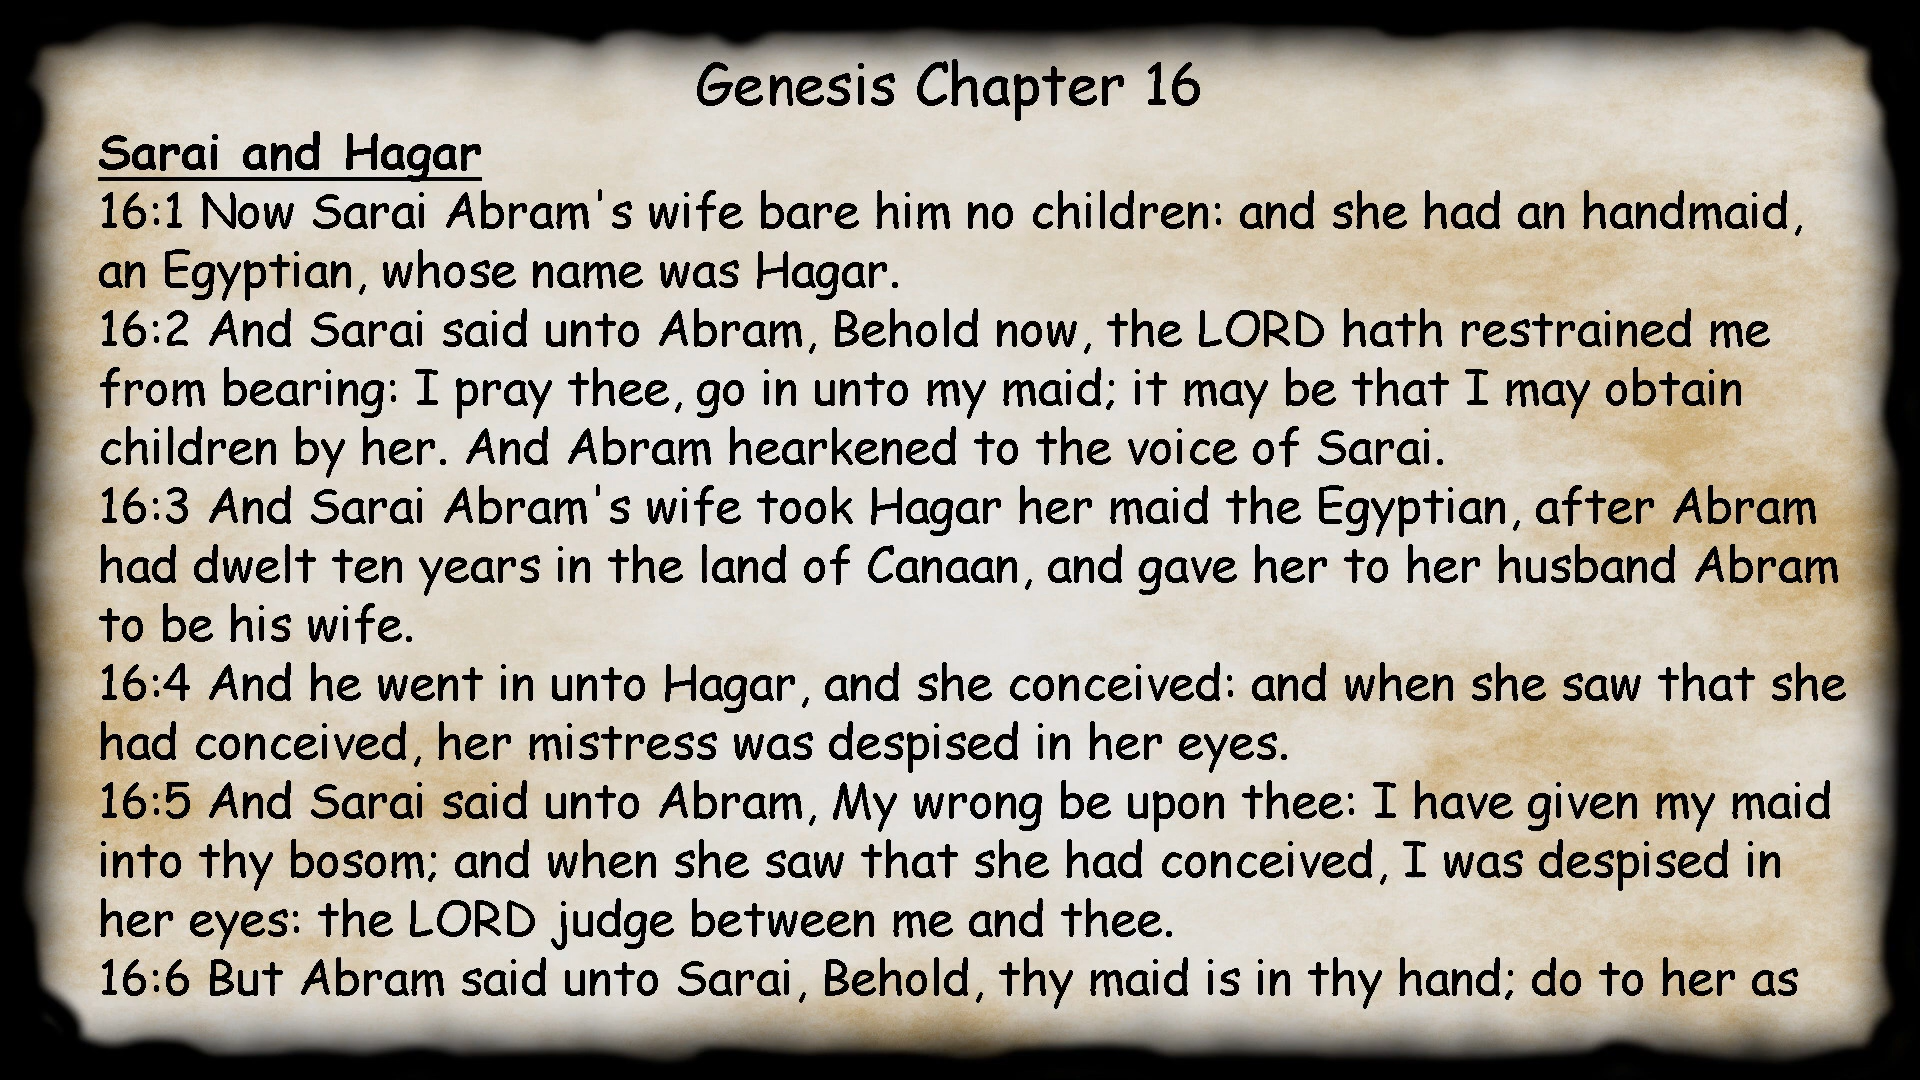 Genesis Chapter 16
Sarai and Hagar
16:1 Now Sarai Abram's wife bare him no children: and she had an handmaid,
an Egyptian, whose name was Hagar.
16:2 And Sarai said unto Abram, Behold now, the LORD hath restrained me
from bearing: I pray thee, go in unto my maid; it may be that I may obtain
children by her. And Abram hearkened to the voice of Sarai.
16:3 And Sarai Abram's wife took Hagar her maid the Egyptian, after Abram
had dwelt ten years in the land of Canaan, and gave her to her husband Abram
to be his wife.
16:4 And he went in unto Hagar, and she conceived: and when she saw that she
had conceived, her mistress was despised in her eyes.
16:5 And Sarai said unto Abram, My wrong be upon thee: I have given my maid
into thy bosom; and when she saw that she had conceived, I was despised in
her eyes: the LORD judge between me and thee.
16:6 But Abram said unto Sarai, Behold, thy maid is in thy hand; do to her as